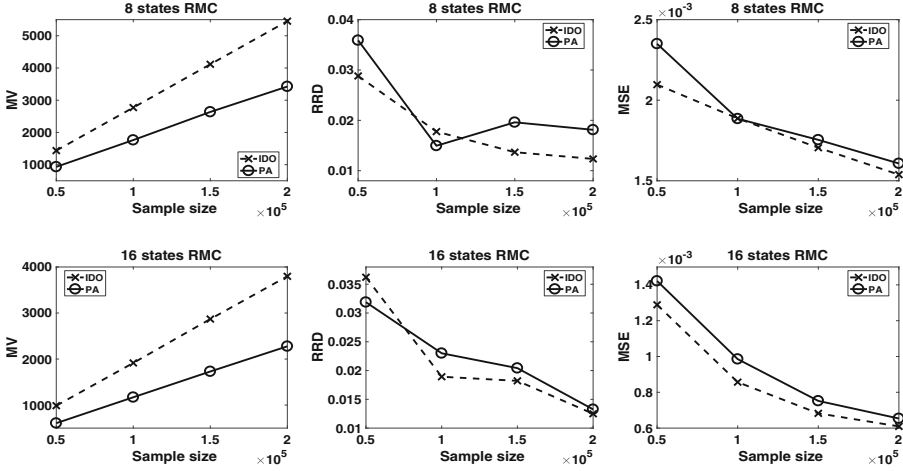 8 states RMC
5000
4000
3000
2000
1000
MV
IDO
PA
0.5 1 1.5 2
Sample size
× 10^5
8 states RMC
0.04
0.03
0.02
0.01
RRD
IDO
PA
0.5 1 1.5 2
Sample size
× 10^5
× 10^-3
8 states RMC
2.5
2
1.5
MSE
IDO
PA
0.5 1 1.5 2
Sample size
× 10^5
16 states RMC
4000
3000
2000
1000
MV
IDO
PA
0.5 1 1.5 2
Sample size
× 10^5
16 states RMC
0.035
0.03
0.025
0.02
0.015
0.01
RRD
IDO
PA
0.5 1 1.5 2
Sample size
× 10^5
× 10^-3
16 states RMC
1.4
1.2
1
0.8
0.6
MSE
IDO
PA
0.5 1 1.5 2
Sample size
× 10^5